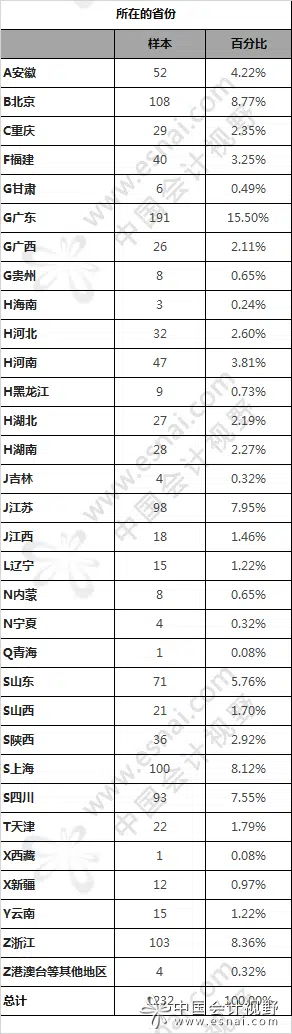 所在的省份
样本 百分比
A安徽 52 4.22%
B北京 108 8.77%
C重庆 29 2.35%
F福建 40 3.25%
G甘肃 6 0.49%
G广东 191 15.50%
G广西 26 2.11%
G贵州 8 0.65%
H海南 3 0.24%
H河北 32 2.60%
H河南 47 3.81%
H黑龙江 9 0.73%
H湖北 27 2.19%
H湖南 28 2.27%
J吉林 4 0.32%
J江苏 98 7.95%
J江西 18 1.46%
L辽宁 15 1.22%
N内蒙 8 0.65%
N宁夏 4 0.32%
Q青海 1 0.08%
S山东 71 5.76%
S山西 21 1.70%
S陕西 36 2.92%
S上海 100 8.12%
S四川 93 7.55%
T天津 22 1.79%
X西藏 1 0.08%
X新疆 12 0.97%
Y云南 15 1.22%
Z浙江 103 8.36%
Z港澳台等其他地区 4 0.32%
总计 1232 100.00%
中国会计视野
www.esnai.com